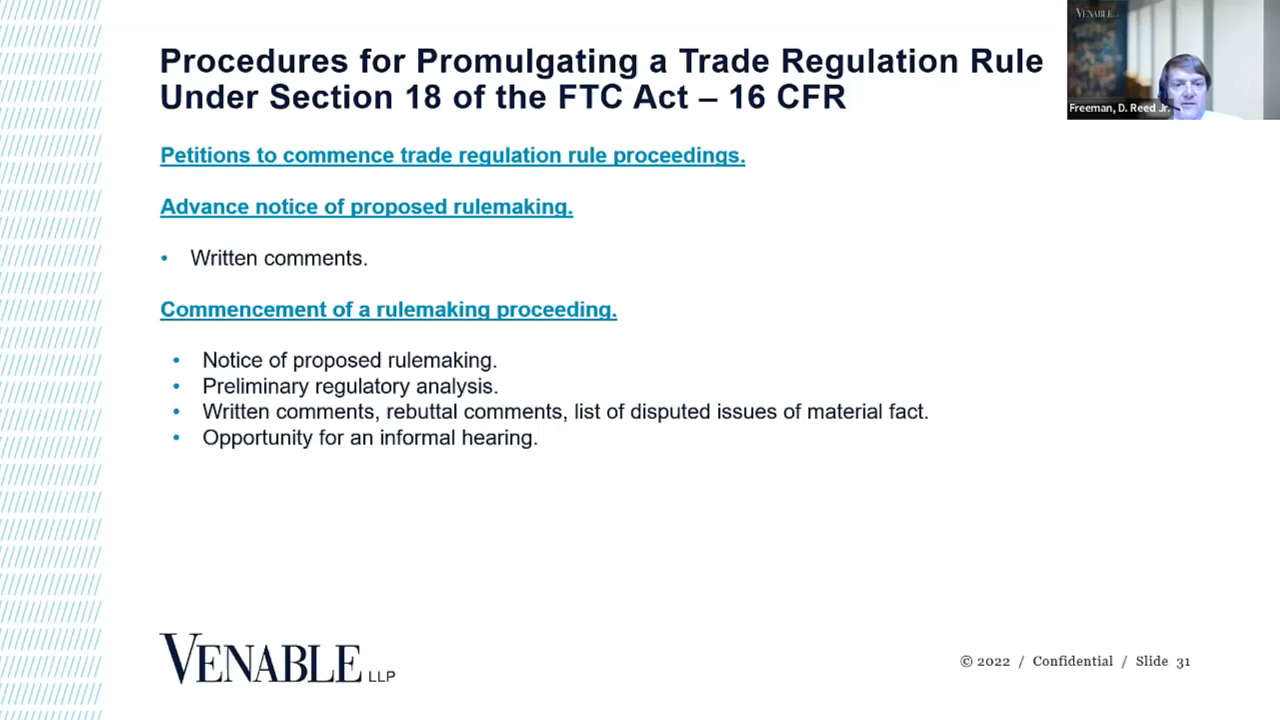 Procedures for Promulgating a Trade Regulation Rule
Under Section 18 of the FTC Act – 16 CFR
VENABLE
Freeman, D. Reed Jr.
Petitions to commence trade regulation rule proceedings.
Advance notice of proposed rulemaking.
• Written comments.
Commencement of a rulemaking proceeding.
• Notice of proposed rulemaking.
• Preliminary regulatory analysis.
• Written comments, rebuttal comments, list of disputed issues of material fact.
• Opportunity for an informal hearing.
VENABLE LLP
© 2022 / Confidential / Slide 31